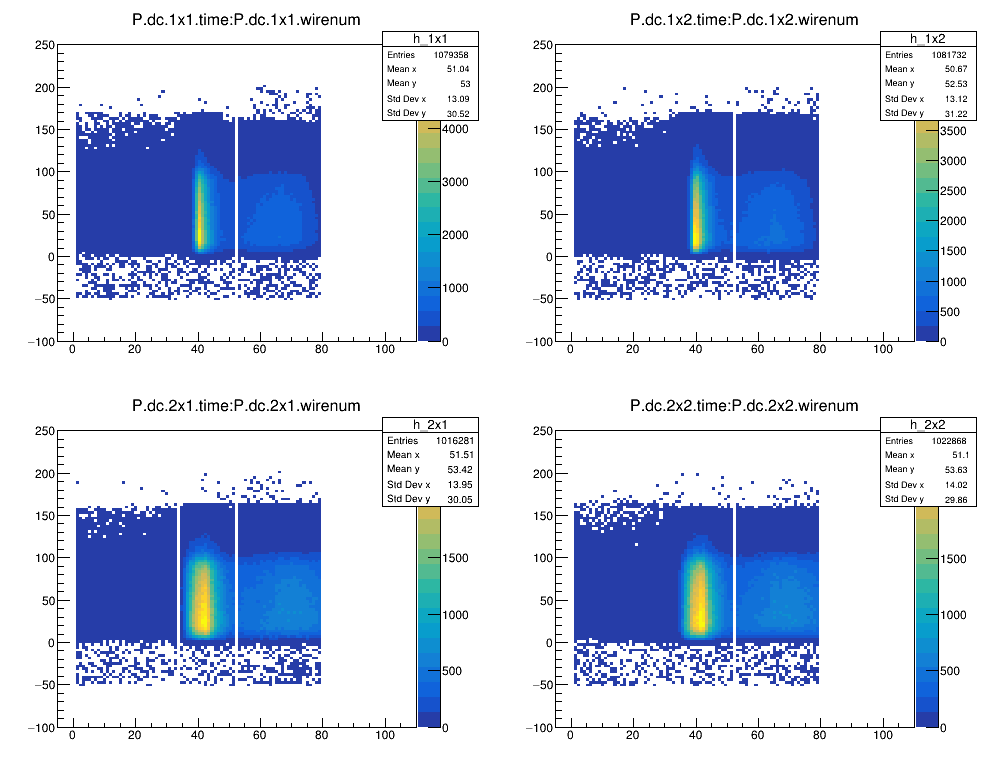 P.dc.1x1.time:P.dc.1x1.wirenum
h_1x1
Entries 1079358
Mean x 51.04
Mean y 53
Std Dev x 13.09
Std Dev y 30.52
250
200
150
100
50
0
−50
−100
0 20 40 60 80 100
4000
3000
2000
1000
0
P.dc.1x2.time:P.dc.1x2.wirenum
h_1x2
Entries 1081732
Mean x 50.67
Mean y 52.53
Std Dev x 13.12
Std Dev y 31.22
250
200
150
100
50
0
−50
−100
0 20 40 60 80 100
3500
3000
2500
2000
1500
1000
500
0
P.dc.2x1.time:P.dc.2x1.wirenum
h_2x1
Entries 1016281
Mean x 51.51
Mean y 53.42
Std Dev x 13.95
Std Dev y 30.05
250
200
150
100
50
0
−50
−100
0 20 40 60 80 100
1500
1000
500
0
P.dc.2x2.time:P.dc.2x2.wirenum
h_2x2
Entries 1022868
Mean x 51.1
Mean y 53.63
Std Dev x 14.02
Std Dev y 29.86
250
200
150
100
50
0
−50
−100
0 20 40 60 80 100
1500
1000
500
0